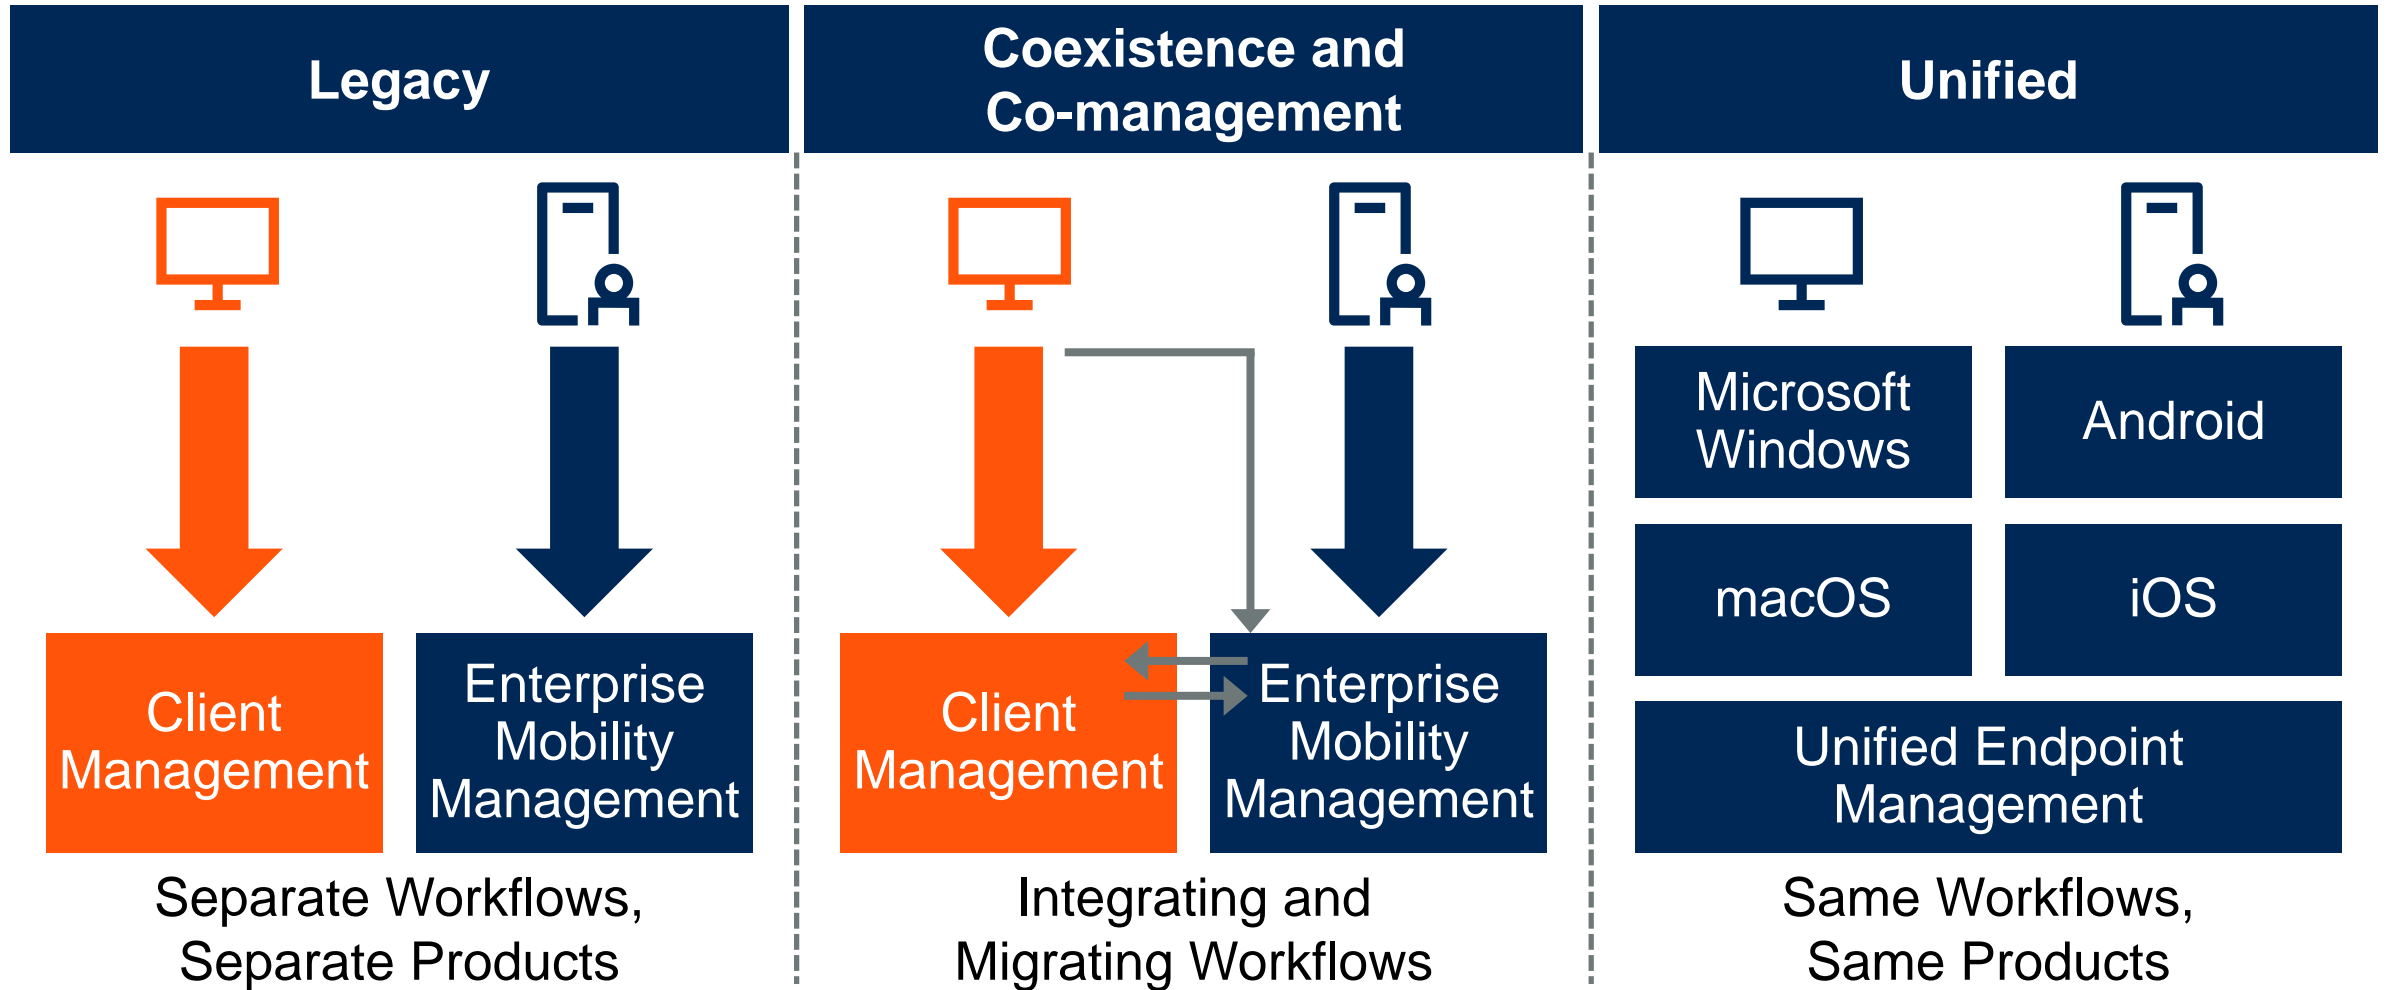 Legacy
Coexistence and
Co-management
Unified
Client
Management
Enterprise
Mobility
Management
Separate Workflows,
Separate Products
Client
Management
Enterprise
Mobility
Management
Integrating and
Migrating Workflows
Microsoft
Windows
Android
macOS
iOS
Unified Endpoint
Management
Same Workflows,
Same Products